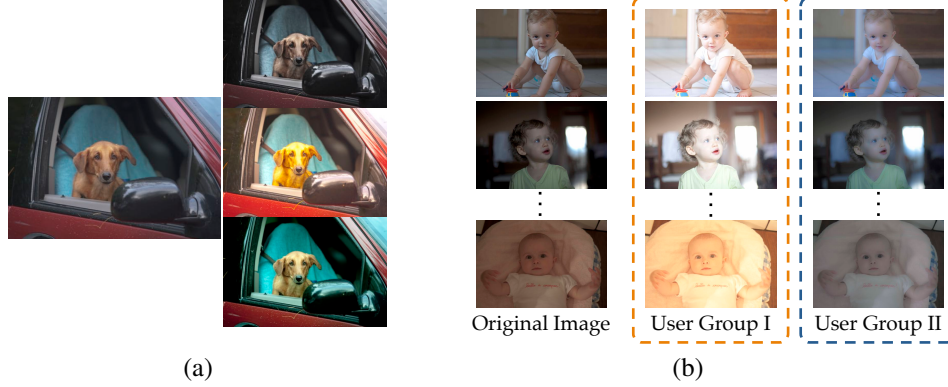 Original Image
User Group I
User Group II
(a)
(b)